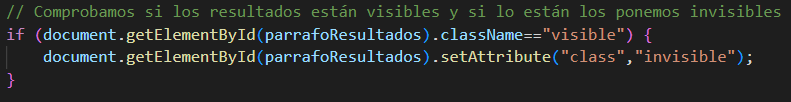 // Comprobamos si los resultados están visibles y si lo están los ponemos invisibles
if (document.getElementById(parrafoResultados).className=="visible") {
    document.getElementById(parrafoResultados).setAttribute("class","invisible");
}